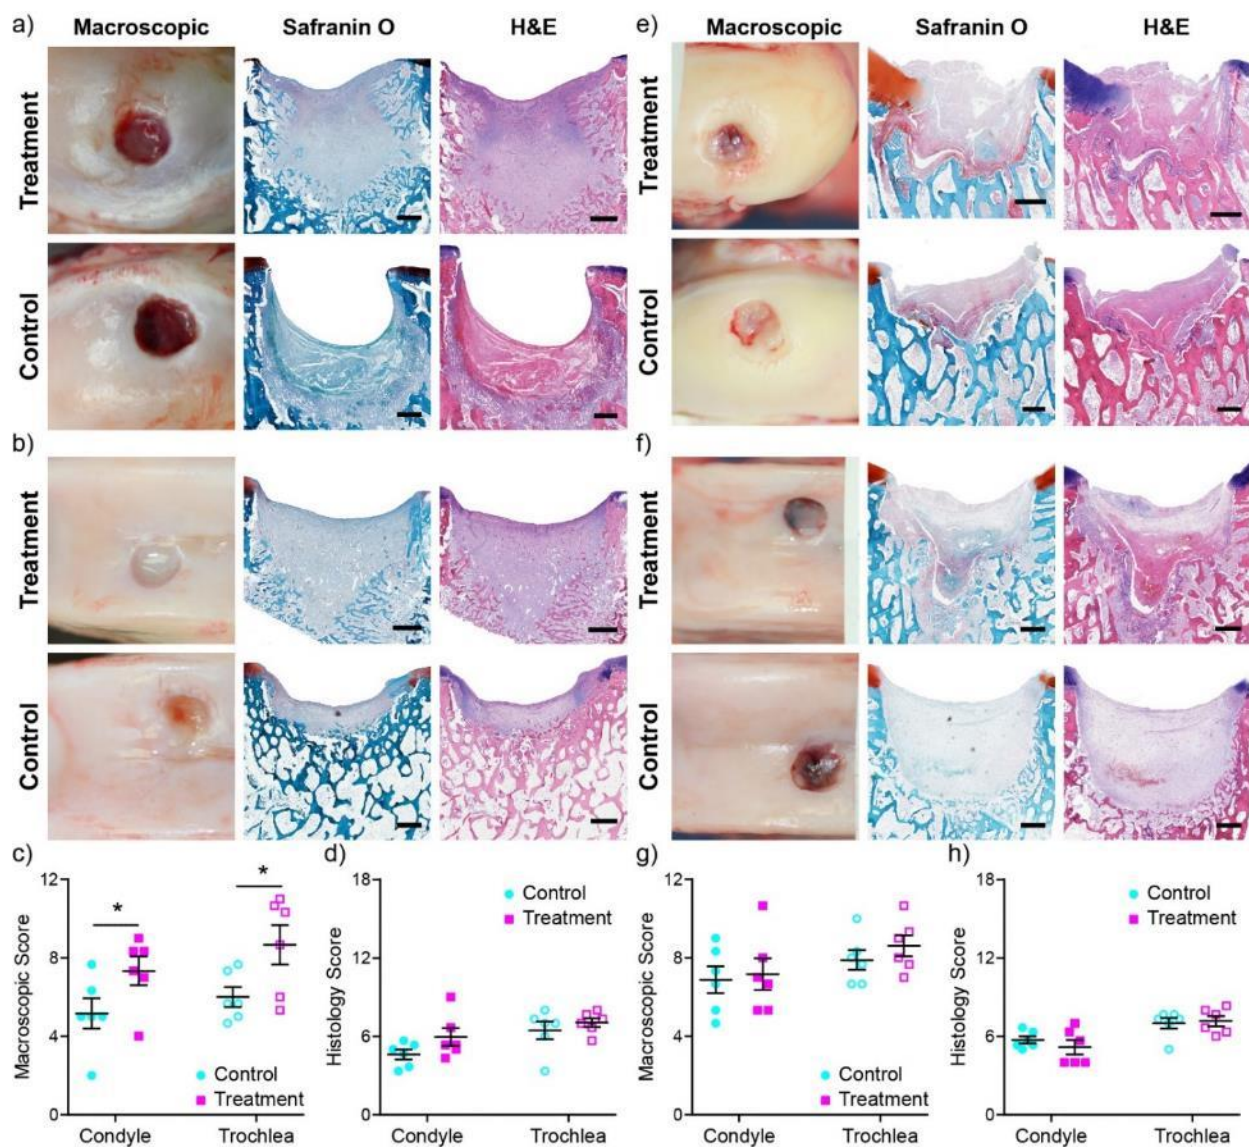 a)
Macroscopic Safranin O H&E
Treatment
Control
b)
Treatment
Control
c)
12
8
4
0
Macroscopic Score
*
*
Control
Treatment
Condyle Trochlea
d)
18
12
6
0
Histology Score
Control
Treatment
Condyle Trochlea
e)
Macroscopic Safranin O H&E
Treatment
Control
f)
Treatment
Control
g)
12
8
4
0
Macroscopic Score
Control
Treatment
Condyle Trochlea
h)
18
12
6
0
Histology Score
Control
Treatment
Condyle Trochlea